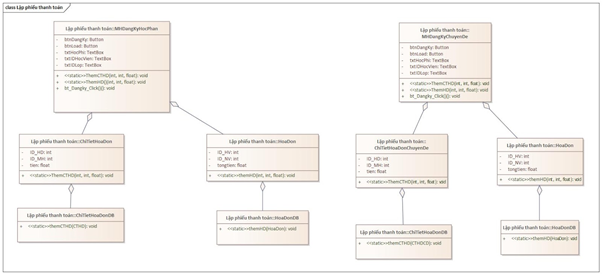 class Lập phiếu thanh toán
Lập phiếu thanh toán::MHDangKyHocPhan
- btnDangKy: Button
- btnLoad: Button
- txtHocPhi: TextBox
- txtIDHocVien: TextBox
- txtIDLop: TextBox
+ <<static>>ThemCTHD(int, int, float): void
+ <<static>>ThemHD(int, int, float): void
+ bt_Dangky_Click(): void
Lập phiếu thanh toán::
MHDangKyChuyenDe
- btnDangKy: Button
- btnLoad: Button
- txtHocPhi: TextBox
- txtIDHocVien: TextBox
- txtIDLop: TextBox
+ <<static>>ThemCTHD(int, int, float): void
+ <<static>>ThemHD(int, int, float): void
+ bt_Dangky_Click(): void
Lập phiếu thanh toán::ChiTietHoaDon
- ID_HD: int
- ID_MH: int
- tien: float
+ <<static>>ThemCTHD(int, int, float): void
Lập phiếu thanh toán::HoaDon
- ID_HV: int
- ID_NV: int
- tongtien: float
+ <<static>>themHD(int, int, float): void
Lập phiếu thanh toán::
ChiTietHoaDonChuyenDe
- ID_HD: int
- ID_MH: int
- tien: float
+ <<static>>ThemCTHD(int, int, float): void
Lập phiếu thanh toán::HoaDon
- ID_HV: int
- ID_NV: int
- tongtien: float
+ <<static>>themHD(int, int, float): void
Lập phiếu thanh toán::ChiTietHoaDonDB
+ <<static>>themCTHD(CTHD): void
Lập phiếu thanh toán::HoaDonDB
+ <<static>>themHD(HoaDon): void
Lập phiếu thanh toán::ChiTietHoaDonDB
+ <<static>>themCTHD(CTHDCD): void
Lập phiếu thanh toán::HoaDonDB
+ <<static>>themHD(HoaDon): void